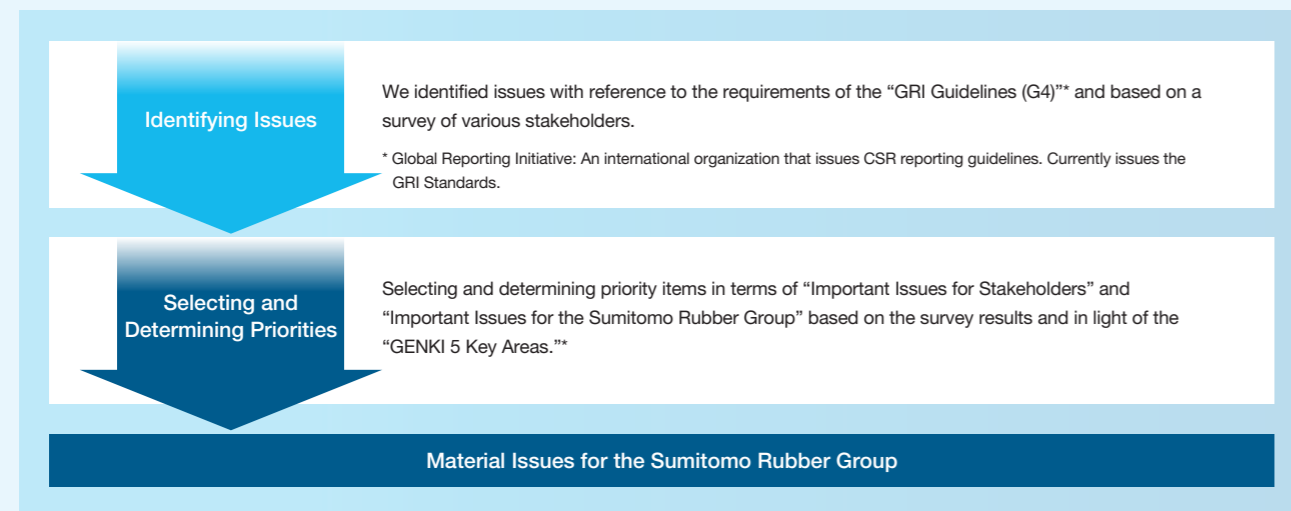 Identifying Issues
We identified issues with reference to the requirements of the “GRI Guidelines (G4)”* and based on a
survey of various stakeholders.
* Global Reporting Initiative: An international organization that issues CSR reporting guidelines. Currently issues the
GRI Standards.
Selecting and
Determining Priorities
Selecting and determining priority items in terms of “Important Issues for Stakeholders” and
“Important Issues for the Sumitomo Rubber Group” based on the survey results and in light of the
“GENKI 5 Key Areas.”*
Material Issues for the Sumitomo Rubber Group